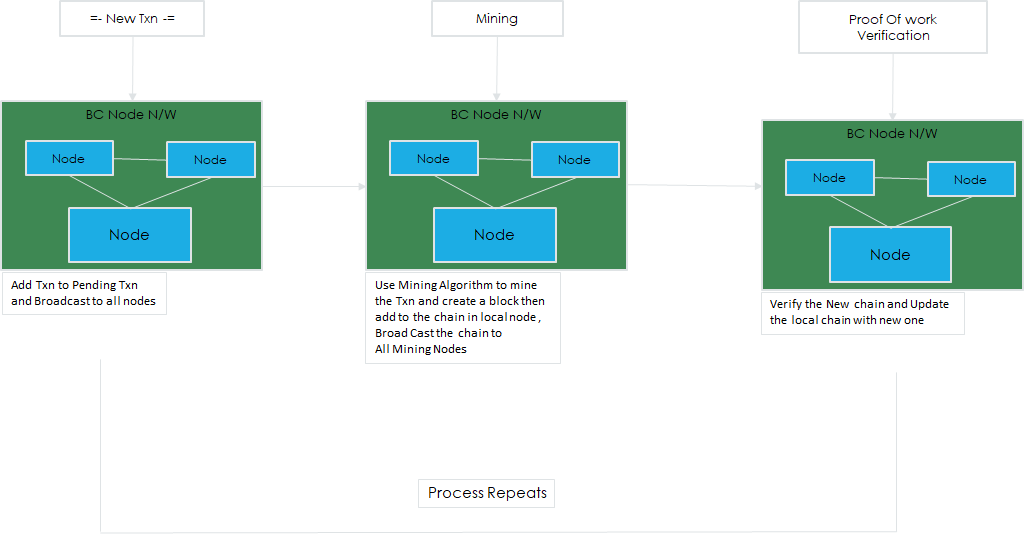 =- New Txn -=
Mining
Proof Of work
Verification
BC Node N/W
Node
Node
Node
BC Node N/W
Node
Node
Node
BC Node N/W
Node
Node
Node
Add Txn to Pending Txn
and Broadcast to all nodes
Use Mining Algorithm to mine
the Txn and create a block then
add to the chain in local node ,
Broad Cast the chain to
All Mining Nodes
Verify the New chain and Update
the local chain with new one
Process Repeats